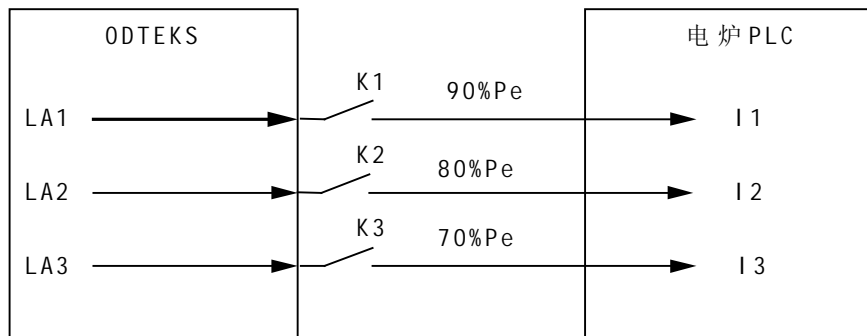 ODTEKS
电炉PLC
K1
90%Pe
LA1
I1
K2
80%Pe
LA2
I2
K3
70%Pe
LA3
I3